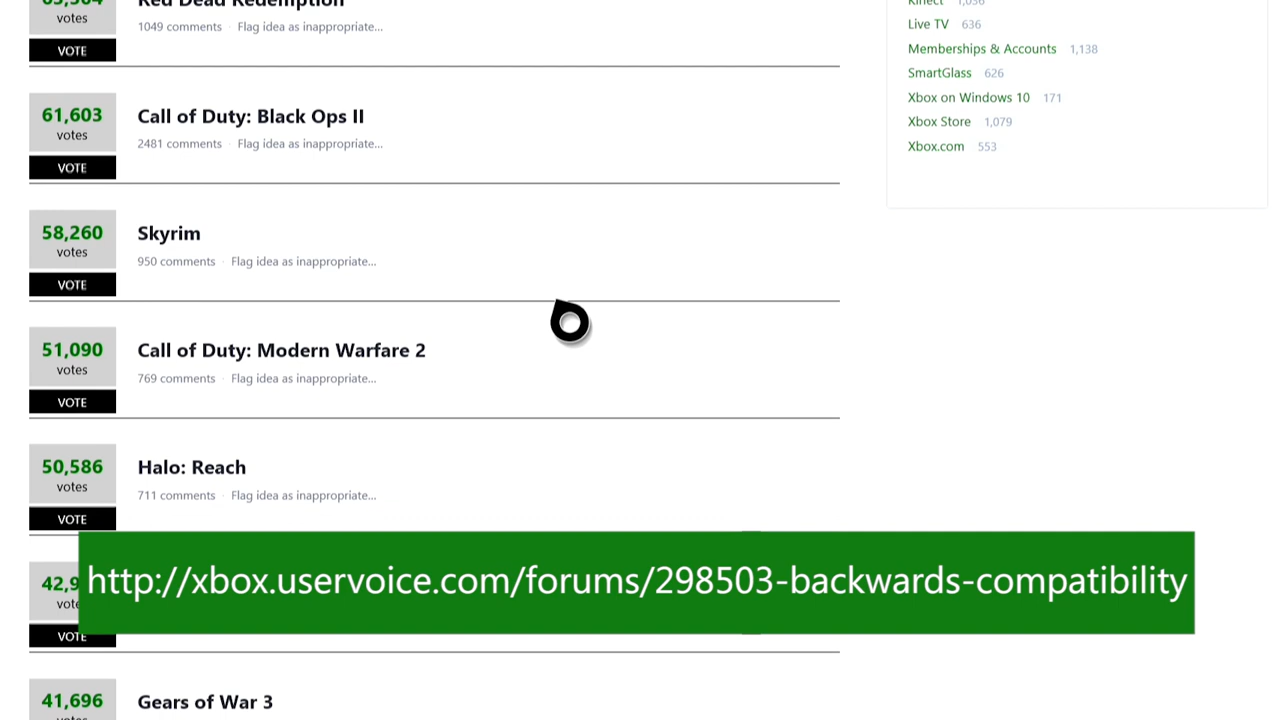 Red Dead Redemption
votes
1049 comments · Flag idea as inappropriate...
VOTE
61,603
votes
VOTE
Call of Duty: Black Ops II
2481 comments · Flag idea as inappropriate...
58,260
votes
VOTE
Skyrim
950 comments · Flag idea as inappropriate...
51,090
votes
VOTE
Call of Duty: Modern Warfare 2
769 comments · Flag idea as inappropriate...
50,586
votes
VOTE
Halo: Reach
711 comments · Flag idea as inappropriate...
VOTE
41,696
votes
Gears of War 3
Kinect 1,036
Live TV 636
Memberships & Accounts 1,138
SmartGlass 626
Xbox on Windows 10 171
Xbox Store 1,079
Xbox.com 553
http://xbox.uservoice.com/forums/298503-backwards-compatibility